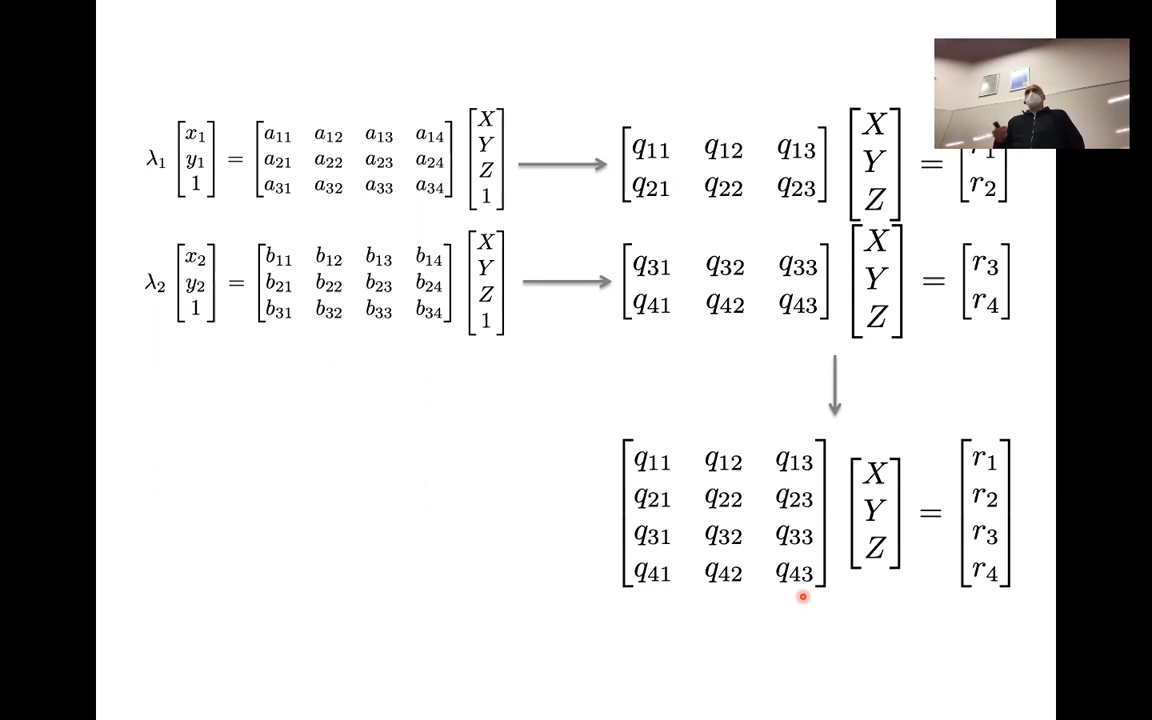 λ₁ [x₁ y₁ 1] = [a₁₁ a₁₂ a₁₃ a₁₄; a₂₁ a₂₂ a₂₃ a₂₄; a₃₁ a₃₂ a₃₃ a₃₄] [X Y Z 1] → [q₁₁ q₁₂ q₁₃; q₂₁ q₂₂ q₂₃] [X Y Z] = [r₁ r₂]
λ₂ [x₂ y₂ 1] = [b₁₁ b₁₂ b₁₃ b₁₄; b₂₁ b₂₂ b₂₃ b₂₄; b₃₁ b₃₂ b₃₃ b₃₄] [X Y Z 1] → [q₃₁ q₃₂ q₃₃; q₄₁ q₄₂ q₄₃] [X Y Z] = [r₃ r₄]
↓
[q₁₁ q₁₂ q₁₃; q₂₁ q₂₂ q₂₃; q₃₁ q₃₂ q₃₃; q₄₁ q₄₂ q₄₃] [X Y Z] = [r₁ r₂ r₃ r₄]